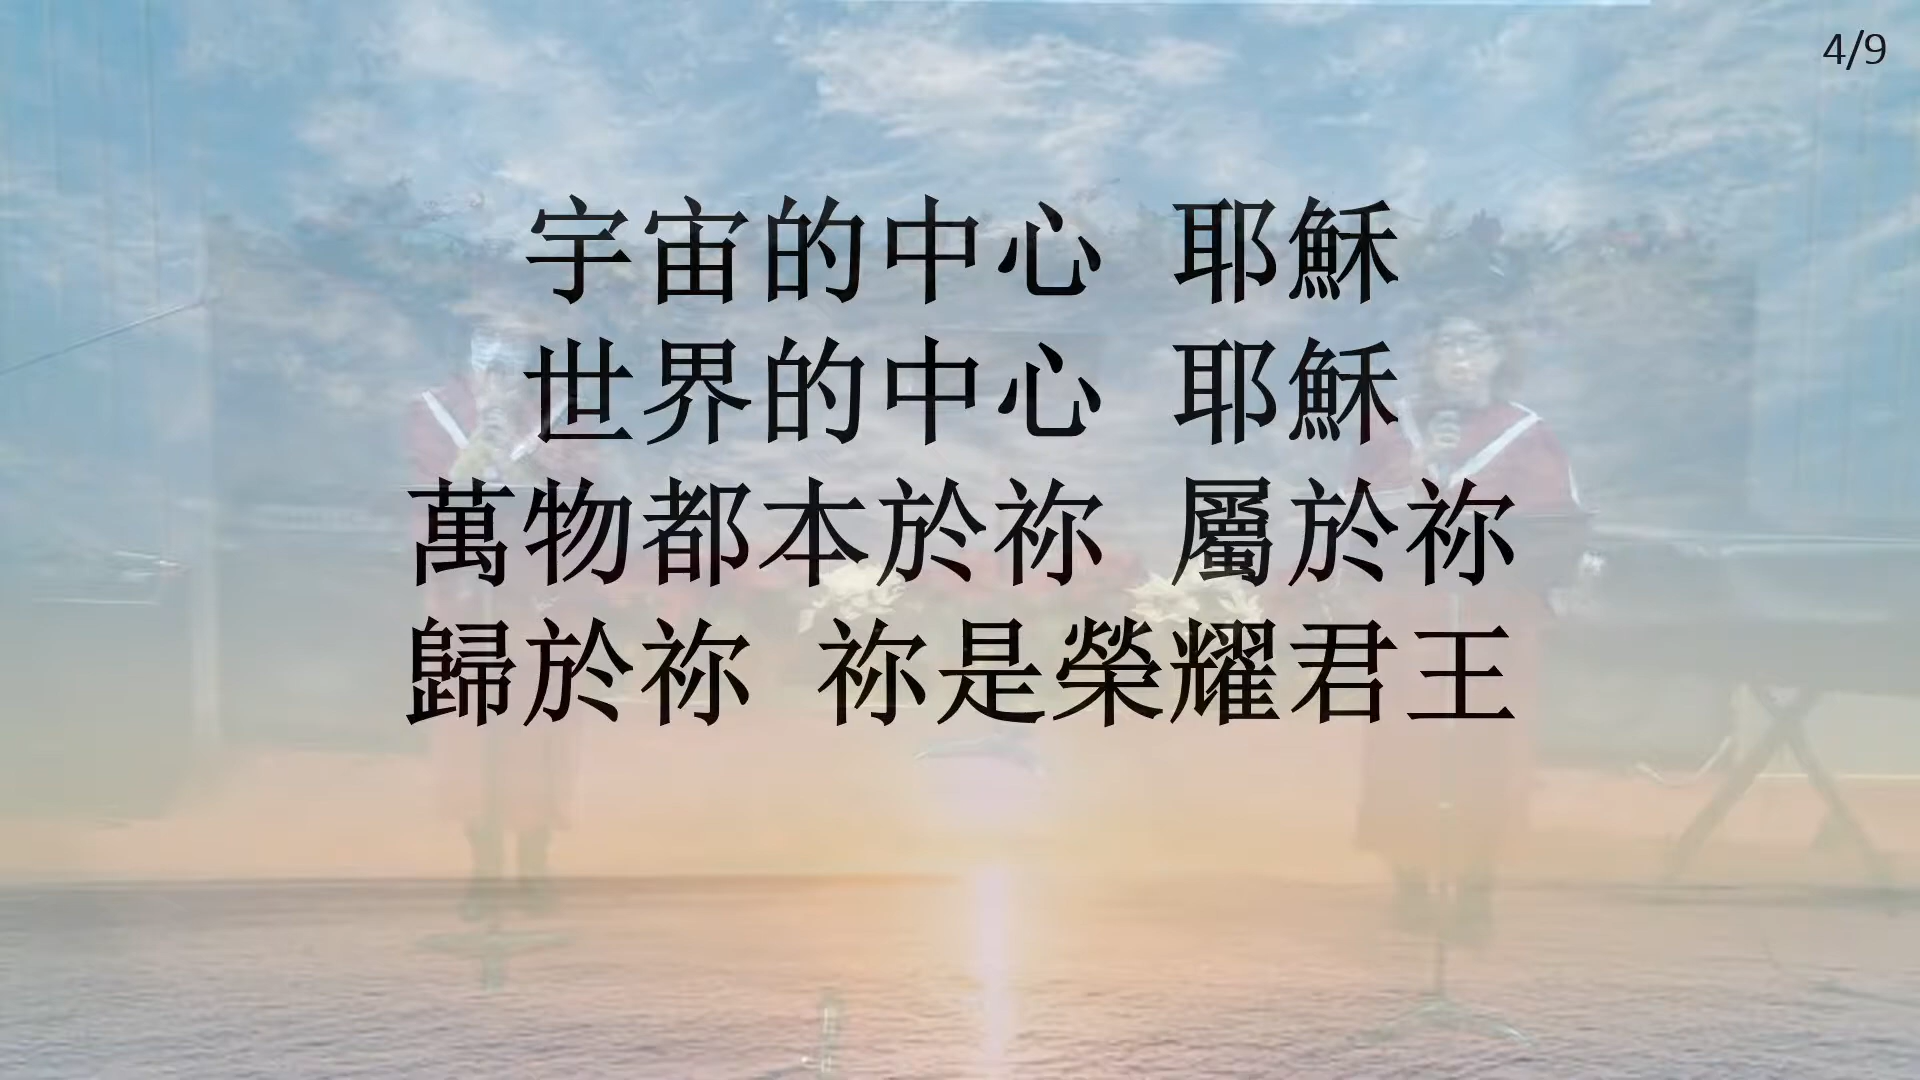 4/9
宇宙的中心 耶穌
世界的中心 耶穌
萬物都本於祢 屬於祢
歸於祢 祢是榮耀君王